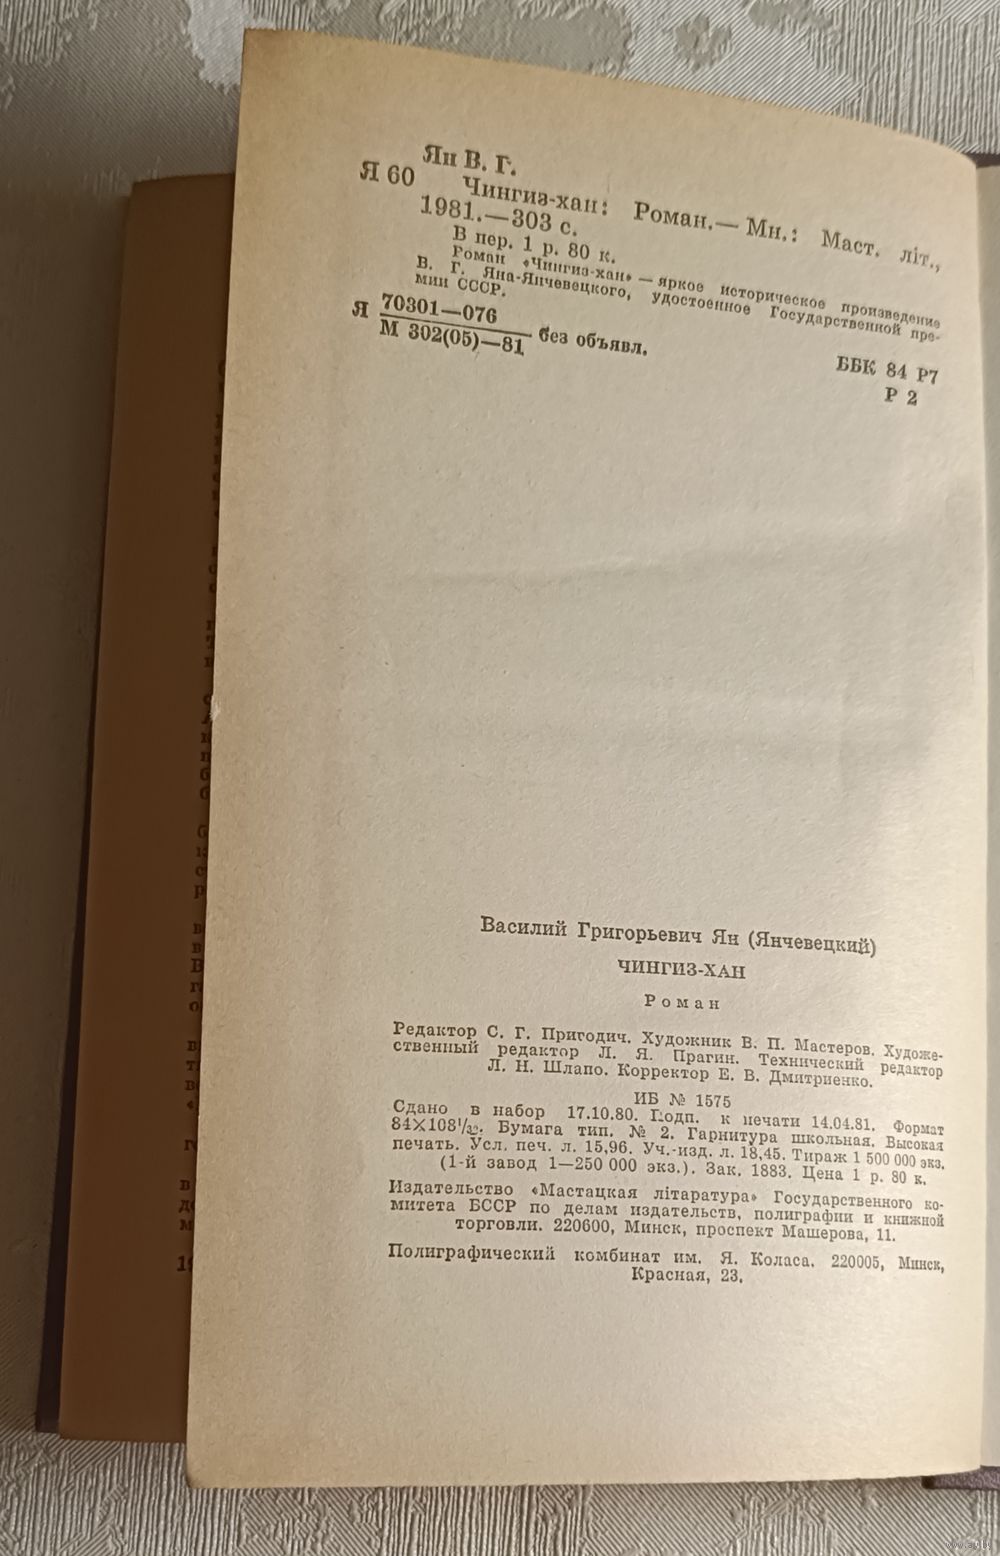 Ян В. Г.
Я 60 Чингиз-хан: Роман.— Мн.: Маст. літ.,
1981.—303 с.
В пер. 1 р. 80 к.
Роман «Чингиз-хан» — яркое историческое произведение
В. Г. Яна-Янчевецкого, удостоенное Государственной пре-
мии СССР.
Я 70301—076
М 302(05)—81 без объявл.
ББК 84 Р7
Р 2
Василий Григорьевич Ян (Янчевецкий)
ЧИНГИЗ-ХАН
Роман
Редактор С. Г. Пригодич. Художник В. П. Мастеров. Художе-
ственный редактор Л. Я. Прагин. Технический редактор
Л. Н. Шлапо. Корректор Е. В. Дмитриенко.
ИБ № 1575
Сдано в набор 17.10.80. Подп. к печати 14.04.81. Формат
84×108¹/₃₂. Бумага тип. № 2. Гарнитура школьная. Высокая
печать. Усл. печ. л. 15,96. Уч.-изд. л. 18,45. Тираж 1 500 000 экз.
(1-й завод 1—250 000 экз.). Зак. 1883. Цена 1 р. 80 к.
Издательство «Мастацкая літаратура» Государственного ко-
митета БССР по делам издательств, полиграфии и книжной
торговли. 220600, Минск, проспект Машерова, 11.
Полиграфический комбинат им. Я. Коласа. 220005, Минск,
Красная, 23.